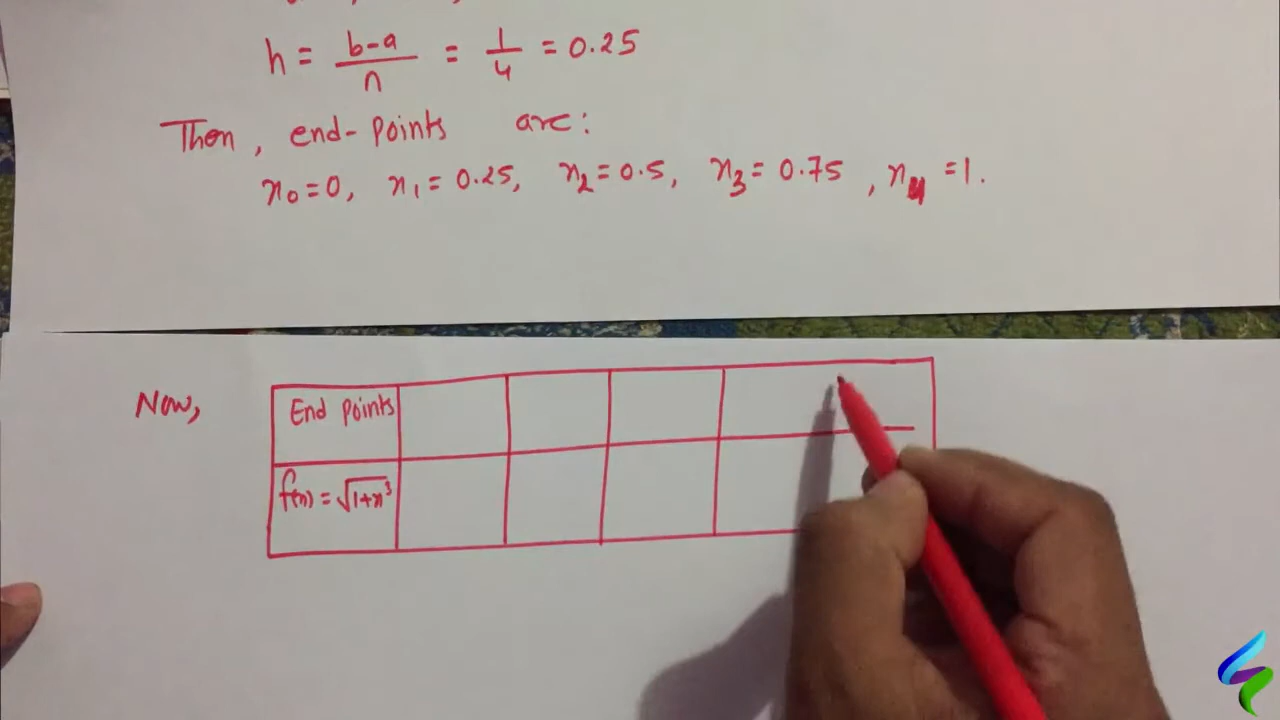 h = b-a/n = 1/4 = 0.25
Then, end-points are:
x₀=0, x₁=0.25, x₂=0.5, x₃=0.75, x₄=1.
Now,
End points
f(x) = √1+x³